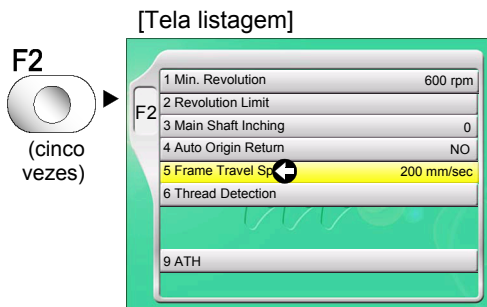 [Tela listagem]
F2
(cinco
vezes)
F2
1 Min. Revolution 600 rpm
2 Revolution Limit
3 Main Shaft Inching 0
4 Auto Origin Return NO
5 Frame Travel Sp 200 mm/sec
6 Thread Detection
9 ATH